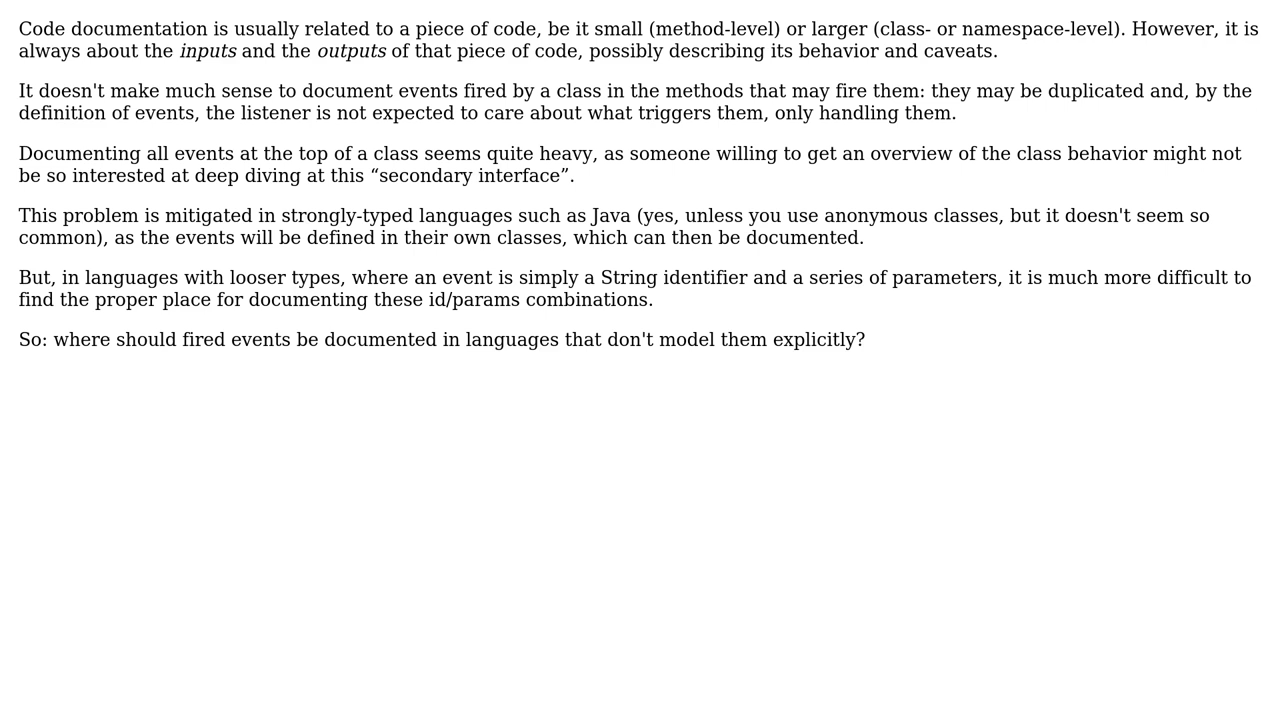 Code documentation is usually related to a piece of code, be it small (method-level) or larger (class- or namespace-level). However, it is
always about the inputs and the outputs of that piece of code, possibly describing its behavior and caveats.
It doesn't make much sense to document events fired by a class in the methods that may fire them: they may be duplicated and, by the
definition of events, the listener is not expected to care about what triggers them, only handling them.
Documenting all events at the top of a class seems quite heavy, as someone willing to get an overview of the class behavior might not
be so interested at deep diving at this “secondary interface”.
This problem is mitigated in strongly-typed languages such as Java (yes, unless you use anonymous classes, but it doesn't seem so
common), as the events will be defined in their own classes, which can then be documented.
But, in languages with looser types, where an event is simply a String identifier and a series of parameters, it is much more difficult to
find the proper place for documenting these id/params combinations.
So: where should fired events be documented in languages that don't model them explicitly?